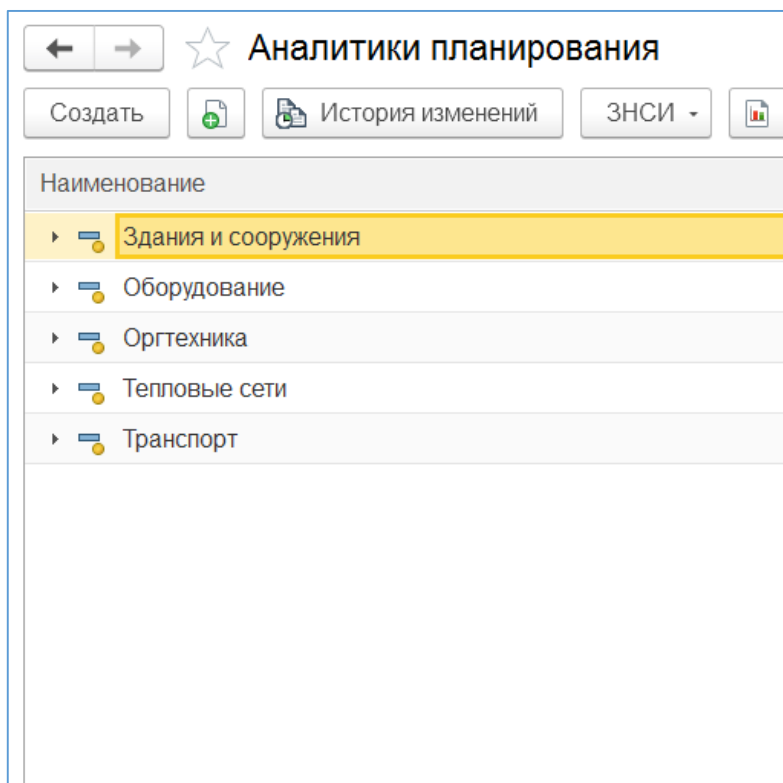 Аналитики планирования
Создать История изменений ЗНСИ
Наименование
Здания и сооружения
Оборудование
Оргтехника
Тепловые сети
Транспорт